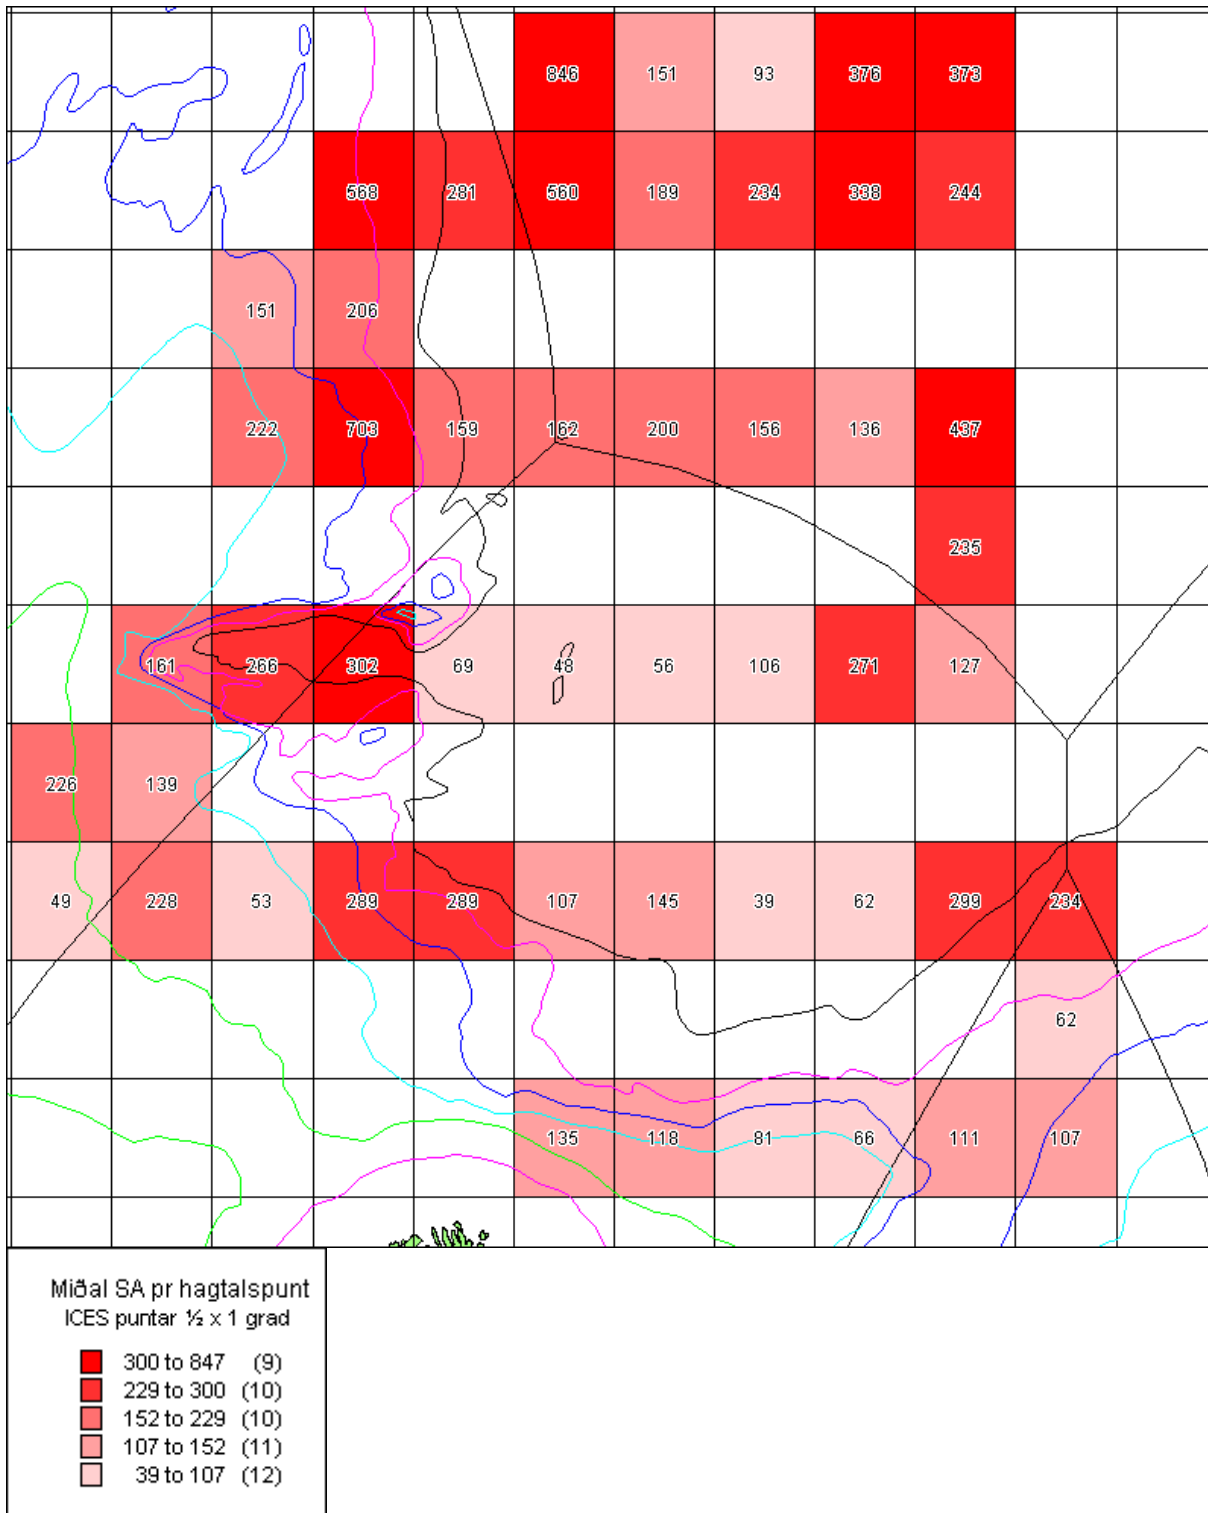 846 151 93 376 373
568 281 560 189 234 338 244
151 206
222 703 159 162 200 156 136 437
235
161 266 302 69 48 56 106 271 127
226 139
49 228 53 289 289 107 145 39 62 299 234
62
135 118 81 66 111 107
Miðal SA pr hagtalspunt
ICES puntar ½ x 1 grad
300 to 847 (9)
229 to 300 (10)
152 to 229 (10)
107 to 152 (11)
39 to 107 (12)